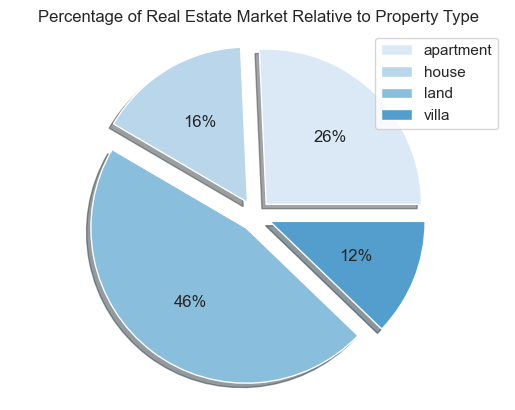 Percentage of Real Estate Market Relative to Property Type
apartment
house
land
villa
16%
26%
12%
46%